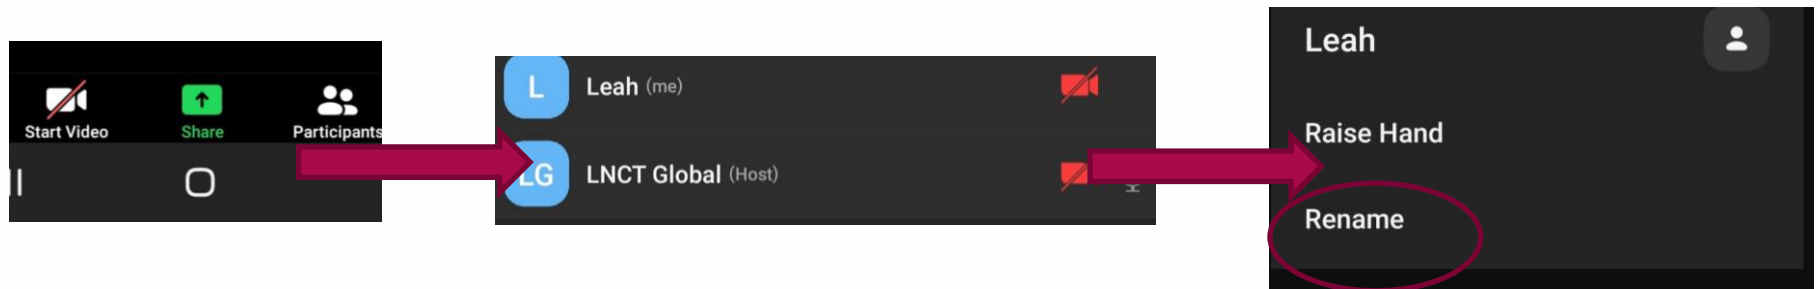 Start Video
Share
Participants
L
Leah (me)
LG
LNCT Global (Host)
Leah
Raise Hand
Rename